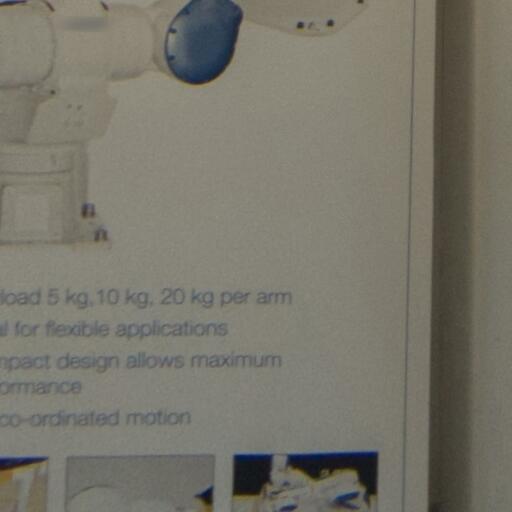 load 5 kg,10 kg, 20 kg per arm
l for flexible applications
mpact design allows maximum
ormance
co-ordinated motion